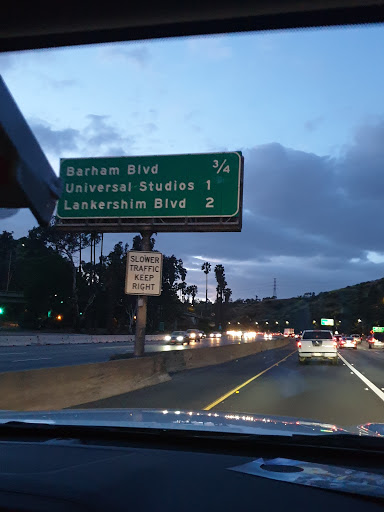 Barham Blvd 3/4
Universal Studios 1
Lankershim Blvd 2
SLOWER
TRAFFIC
KEEP
RIGHT